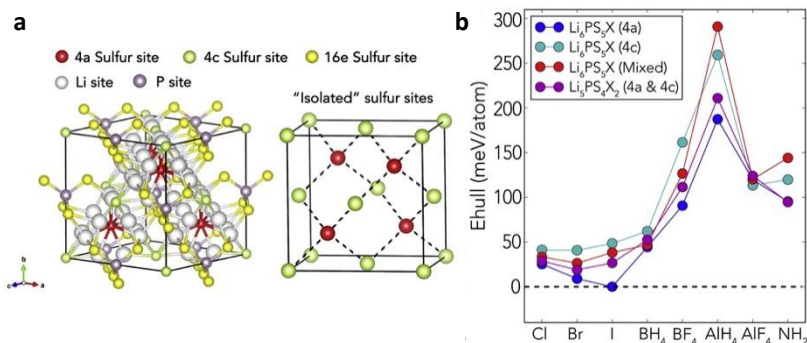 a
4a Sulfur site
4c Sulfur site
16e Sulfur site
Li site
P site
"Isolated" sulfur sites
b
c
a
b
Ehull (meV/atom)
300
250
200
150
100
50
0
Li₆PS₅X (4a)
Li₆PS₅X (4c)
Li₆PS₅X (Mixed)
Li₅PS₄X₂ (4a & 4c)
Cl Br I BH₄ BF₄ AlH₄ AlF₄ NH₂